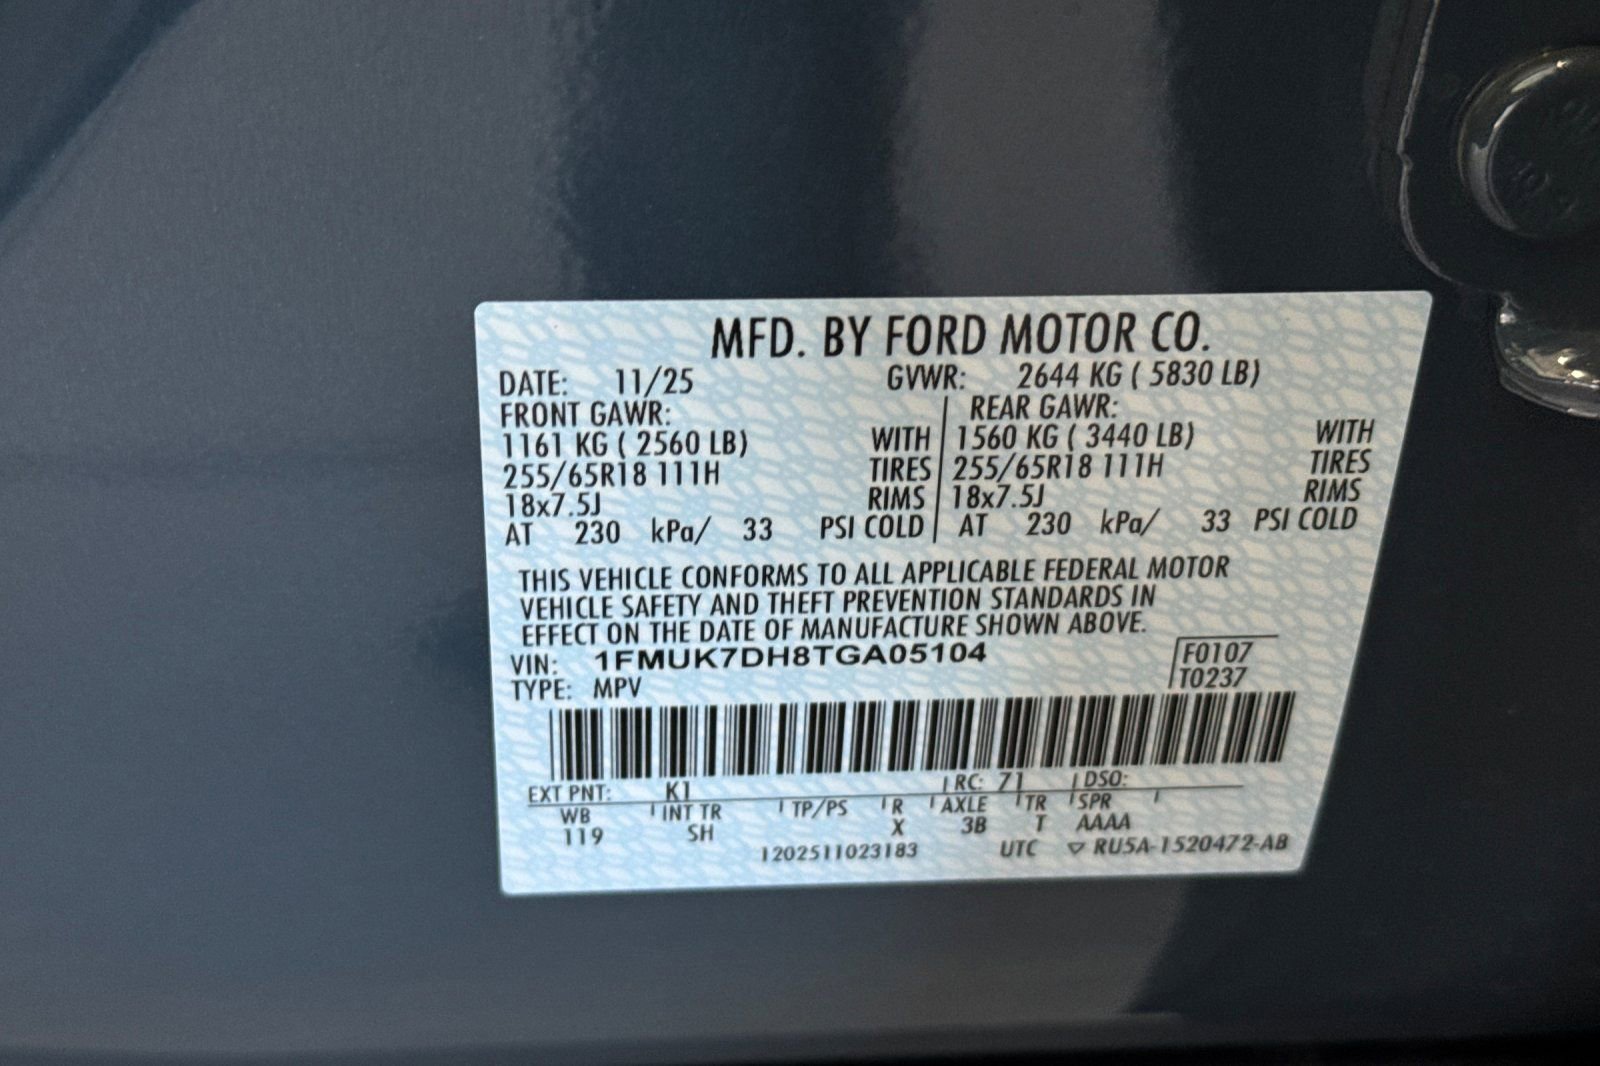 MFD. BY FORD MOTOR CO.
DATE: 11/25 GVWR: 2644 KG ( 5830 LB)
FRONT GAWR: REAR GAWR:
1161 KG ( 2560 LB) WITH 1560 KG ( 3440 LB) WITH
255/65R18 111H TIRES 255/65R18 111H TIRES
18x7.5J RIMS 18x7.5J RIMS
AT 230 kPa/ 33 PSI COLD AT 230 kPa/ 33 PSI COLD
THIS VEHICLE CONFORMS TO ALL APPLICABLE FEDERAL MOTOR
VEHICLE SAFETY AND THEFT PREVENTION STANDARDS IN
EFFECT ON THE DATE OF MANUFACTURE SHOWN ABOVE.
VIN: 1FMUK7DH8TGA05104 F0107
TYPE: MPV T0237
EXT PNT: K1 RC: 71 DSO:
WB INT TR TP/PS R AXLE TR SPR
119 SH X 3B T AAAA
1202511023183 UTC ▽ RU5A-1520472-AB